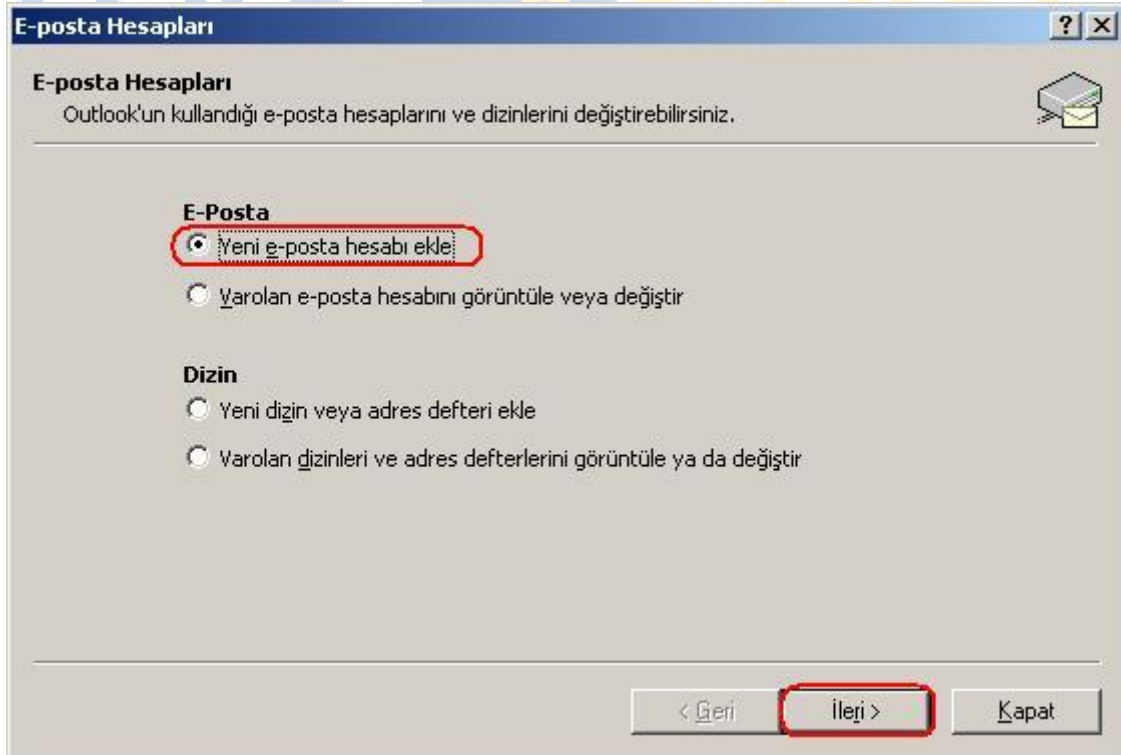 E-posta Hesapları
E-posta Hesapları
Outlook'un kullandığı e-posta hesaplarını ve dizinlerini değiştirebilirsiniz.
E-Posta
Yeni e-posta hesabı ekle
Varolan e-posta hesabını görüntüle veya değiştir
Dizin
Yeni dizin veya adres defteri ekle
Varolan dizinleri ve adres defterlerini görüntüle ya da değiştir
< Geri İleri > Kapat